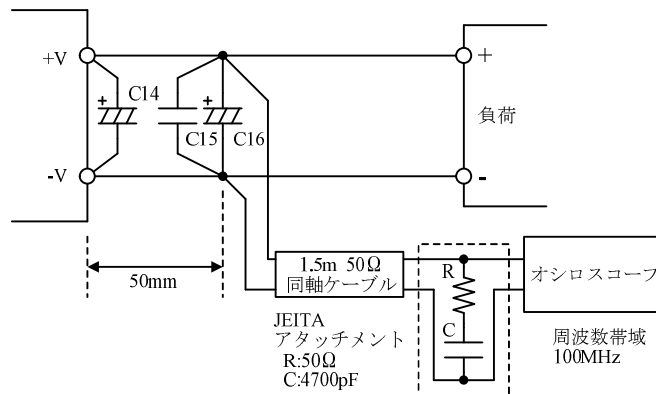 +V
+
C14
+
+
C15
C16
負荷
-V
-
50mm
1.5m 50Ω
同軸ケーブル
R
C
オシロスコープ
JEITA
アタッチメント
R:50Ω
C:4700pF
周波数帯域
100MHz